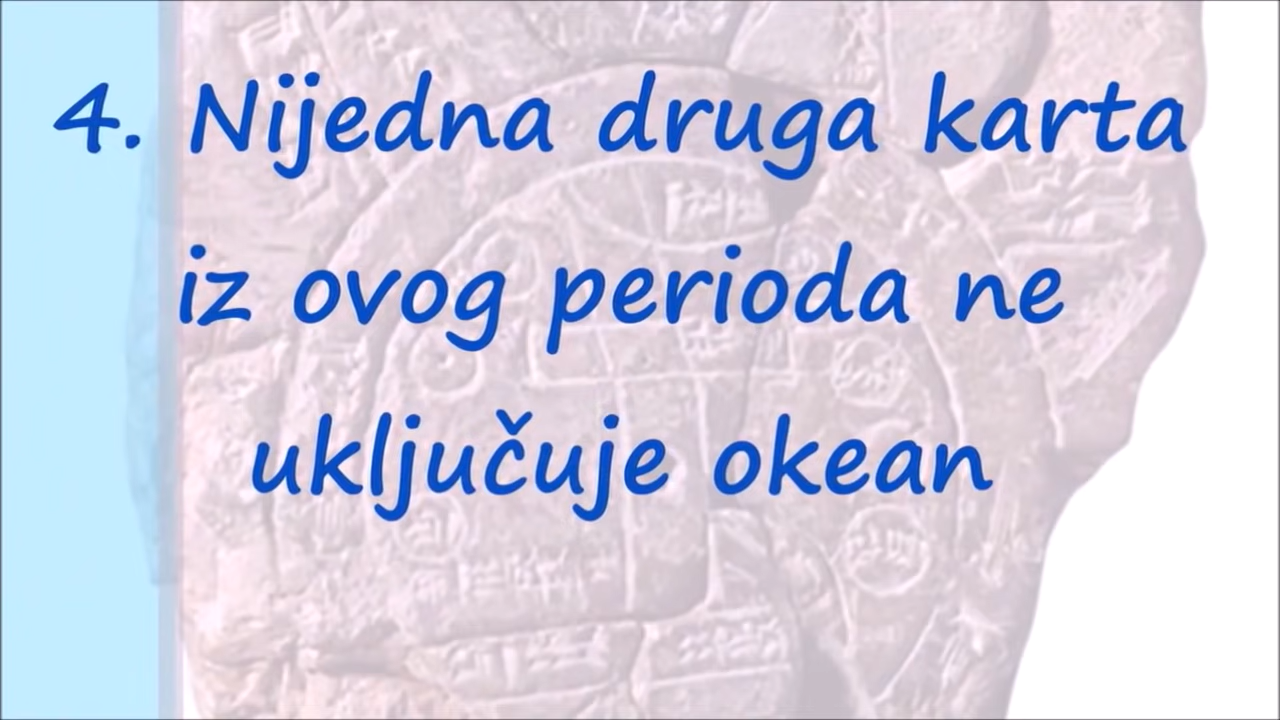 4. Nijedna druga karta
iz ovog perioda ne
uključuje okean